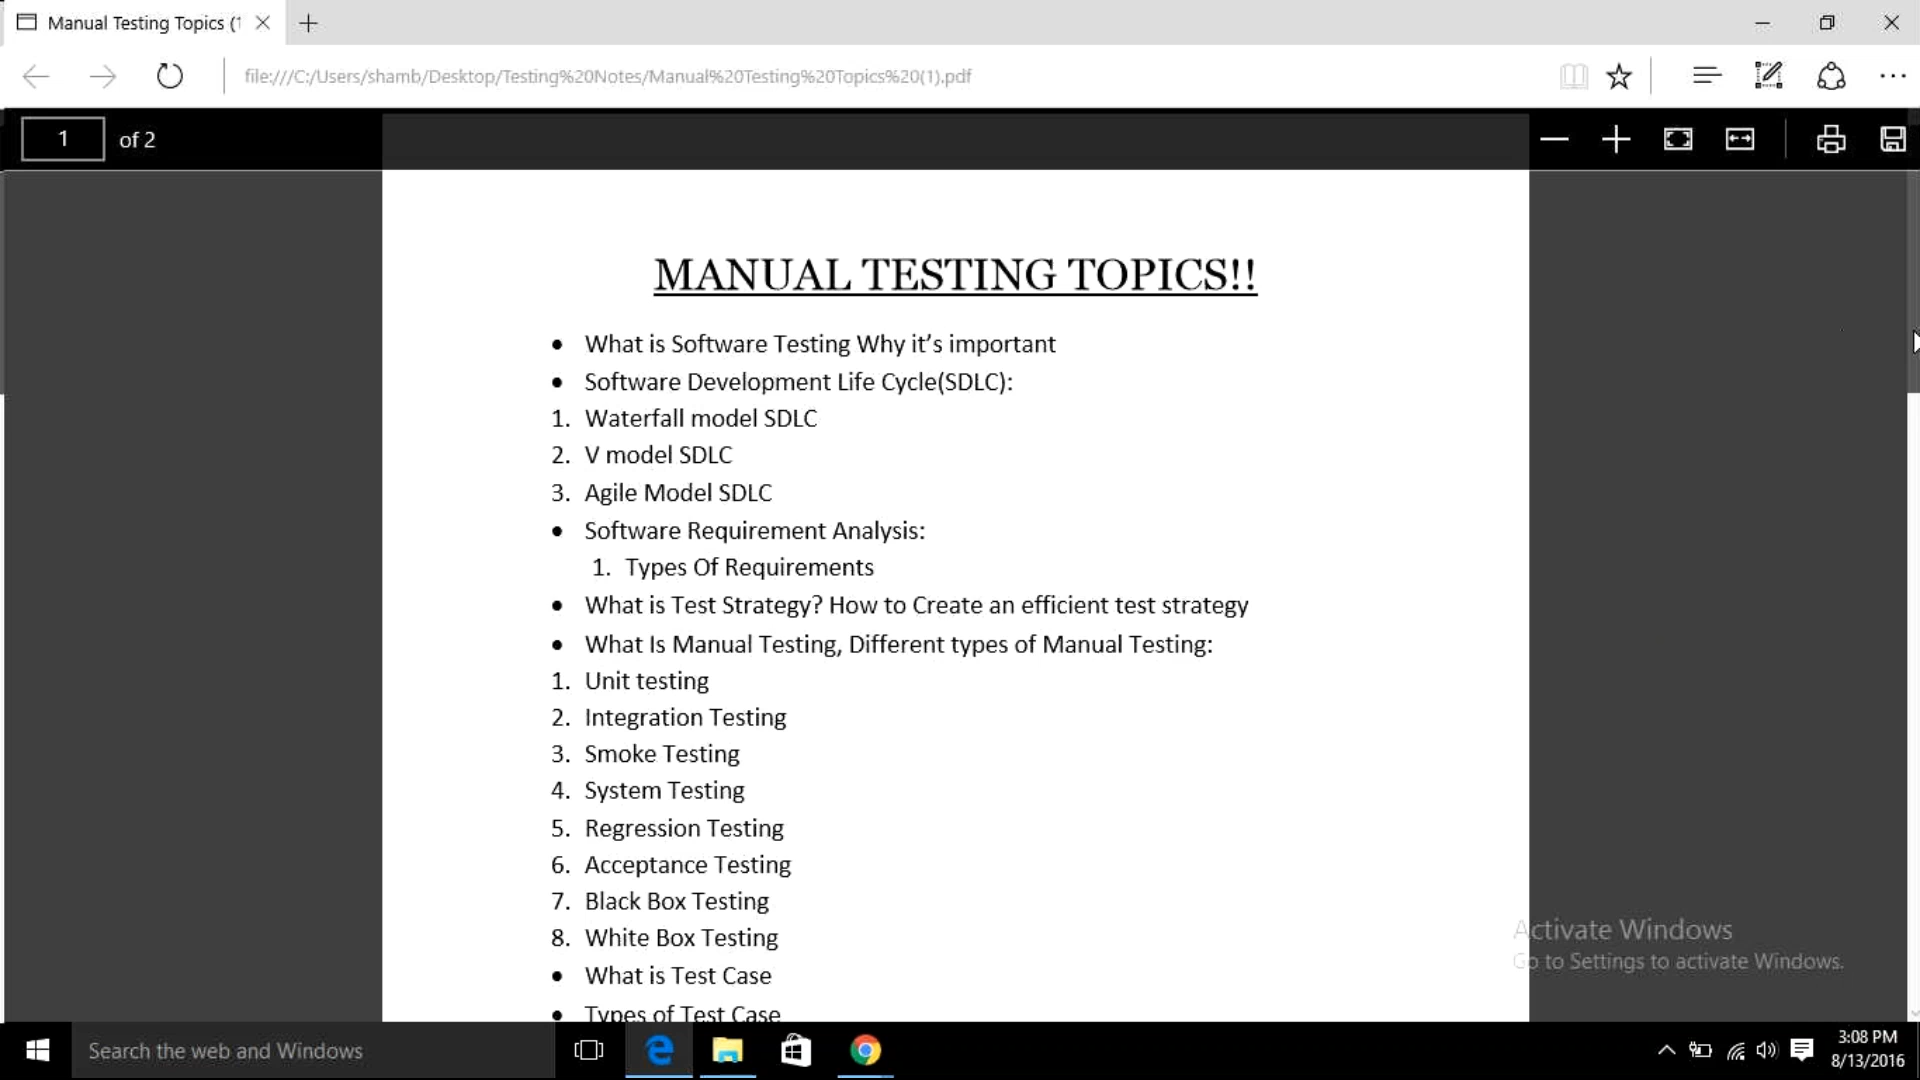 Manual Testing Topics (1
file:///C:/Users/shamb/Desktop/Testing%20Notes/Manual%20Testing%20Topics%20(1).pdf
1 of 2
MANUAL TESTING TOPICS!!
• What is Software Testing Why it’s important
• Software Development Life Cycle(SDLC):
1. Waterfall model SDLC
2. V model SDLC
3. Agile Model SDLC
• Software Requirement Analysis:
1. Types Of Requirements
• What is Test Strategy? How to Create an efficient test strategy
• What Is Manual Testing, Different types of Manual Testing:
1. Unit testing
2. Integration Testing
3. Smoke Testing
4. System Testing
5. Regression Testing
6. Acceptance Testing
7. Black Box Testing
8. White Box Testing
• What is Test Case
• Types of Test Case
Activate Windows
Go to Settings to activate Windows.
Search the web and Windows
3:08 PM
8/13/2016